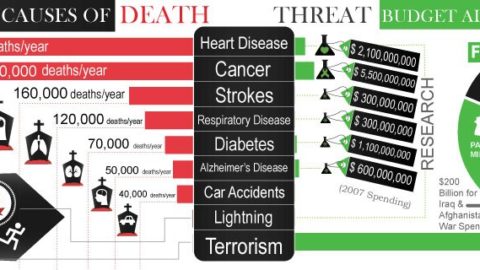 CAUSES OF DEATH
THREAT
BUDGET
deaths/year
0,000 deaths/year
160,000 deaths/year
120,000 deaths/year
70,000 deaths/year
50,000 deaths/year
40,000 deaths/year
Heart Disease
Cancer
Strokes
Respiratory Disease
Diabetes
Alzheimer's Disease
Car Accidents
Lightning
Terrorism
$ 2,100,000,000
$ 5,500,000,000
$ 300,000,000
$ 300,000,000
$ 1,100,000,000
$ 600,000,000
(2007 Spending)
RESEARCH
$200
Billion for
Iraq &
Afghanistan
War Spen